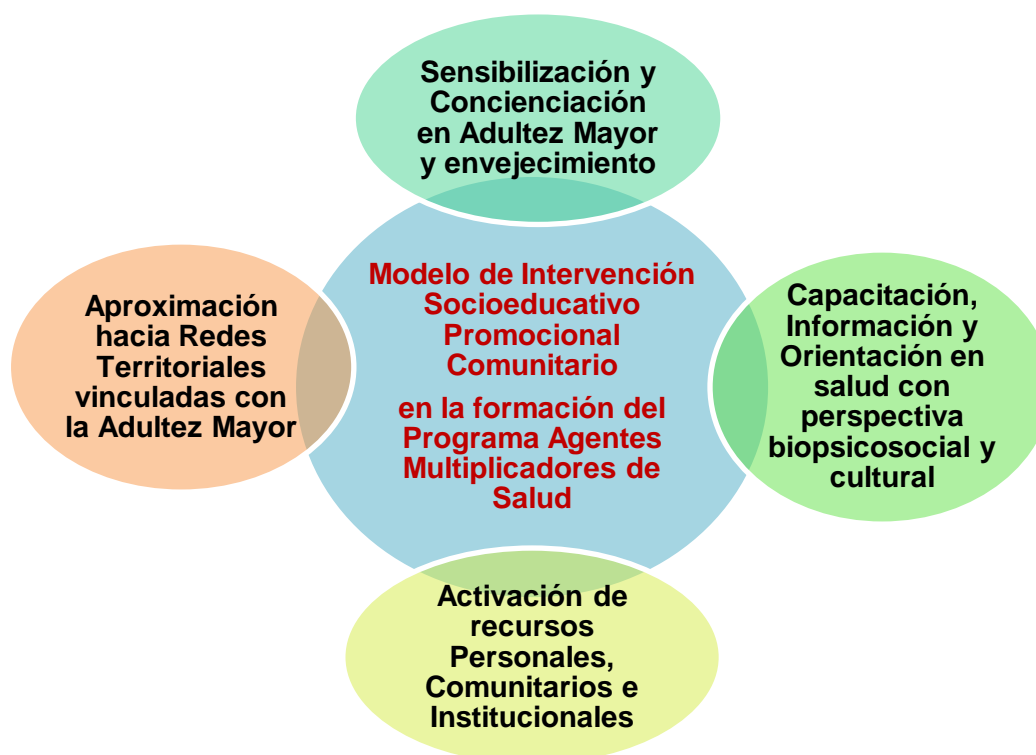 Sensibilización y
Concienciación
en Adultez Mayor
y envejecimiento
Aproximación
hacia Redes
Territoriales
vinculadas con
la Adultez Mayor
Modelo de Intervención
Socioeducativo
Promocional
Comunitario
en la formación del
Programa Agentes
Multiplicadores de
Salud
Capacitación,
Información y
Orientación en
salud con
perspectiva
biopsicosocial y
cultural
Activación de
recursos
Personales,
Comunitarios e
Institucionales